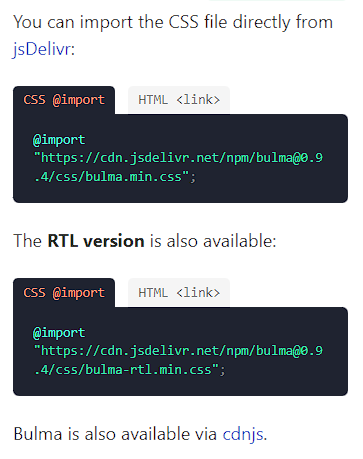 You can import the CSS file directly from
jsDelivr:
CSS @import HTML <link>
@import
"https://cdn.jsdelivr.net/npm/bulma@0.9
.4/css/bulma.min.css";
The RTL version is also available:
CSS @import HTML <link>
@import
"https://cdn.jsdelivr.net/npm/bulma@0.9
.4/css/bulma-rtl.min.css";
Bulma is also available via cdnjs.